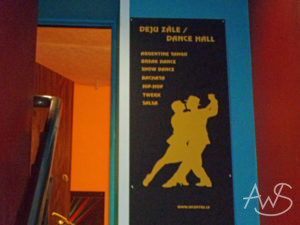 DEJU ZĀLE /
DANCE HALL
ARGENTINE TANGO
BREAK DANCE
SHOW DANCE
BACHATA
HIP-HOP
TWERK
SALSA
AWS